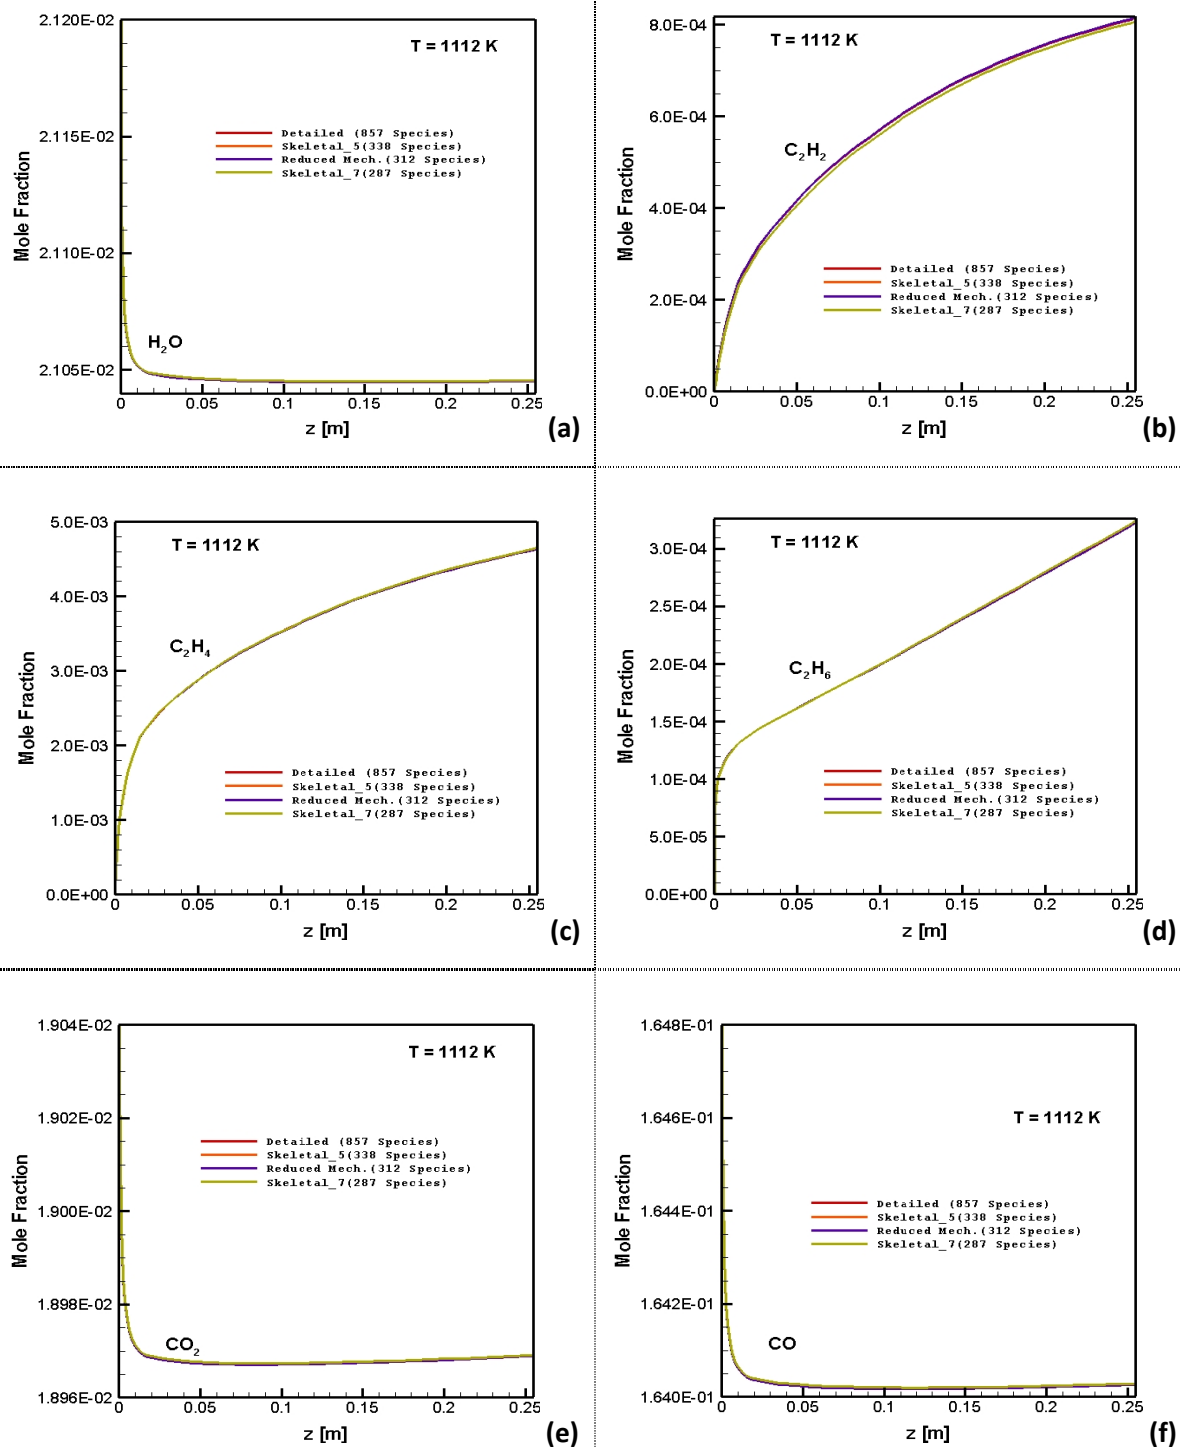 2.120E-02
T = 1112 K
2.115E-02
Detailed (857 Species)
Skeletal_5(338 Species)
Reduced Mech.(312 Species)
Skeletal_7(287 Species)
Mole Fraction
2.110E-02
H₂O
2.105E-02
0 0.05 0.1 0.15 0.2 0.25
z [m]
(a)
8.0E-04
T = 1112 K
6.0E-04
C₂H₂
Mole Fraction
4.0E-04
Detailed (857 Species)
Skeletal_5(338 Species)
Reduced Mech.(312 Species)
Skeletal_7(287 Species)
2.0E-04
0.0E+00
0 0.05 0.1 0.15 0.2 0.25
z [m]
(b)
5.0E-03
T = 1112 K
4.0E-03
C₂H₄
3.0E-03
Mole Fraction
2.0E-03
Detailed (857 Species)
Skeletal_5(338 Species)
Reduced Mech.(312 Species)
Skeletal_7(287 Species)
1.0E-03
0.0E+00
0 0.05 0.1 0.15 0.2 0.25
z [m]
(c)
3.0E-04
T = 1112 K
2.5E-04
2.0E-04
C₂H₆
Mole Fraction
1.5E-04
Detailed (857 Species)
Skeletal_5(338 Species)
Reduced Mech.(312 Species)
Skeletal_7(287 Species)
1.0E-04
5.0E-05
0.0E+00
0 0.05 0.1 0.15 0.2 0.25
z [m]
(d)
1.904E-02
T = 1112 K
1.902E-02
Detailed (857 Species)
Skeletal_5(338 Species)
Reduced Mech.(312 Species)
Skeletal_7(287 Species)
1.900E-02
Mole Fraction
1.898E-02
CO₂
1.896E-02
0 0.05 0.1 0.15 0.2 0.25
z [m]
(e)
1.648E-01
1.646E-01
T = 1112 K
1.644E-01
Detailed (857 Species)
Skeletal_5(338 Species)
Reduced Mech.(312 Species)
Skeletal_7(287 Species)
Mole Fraction
1.642E-01
CO
1.640E-01
0 0.05 0.1 0.15 0.2 0.25
z [m]
(f)